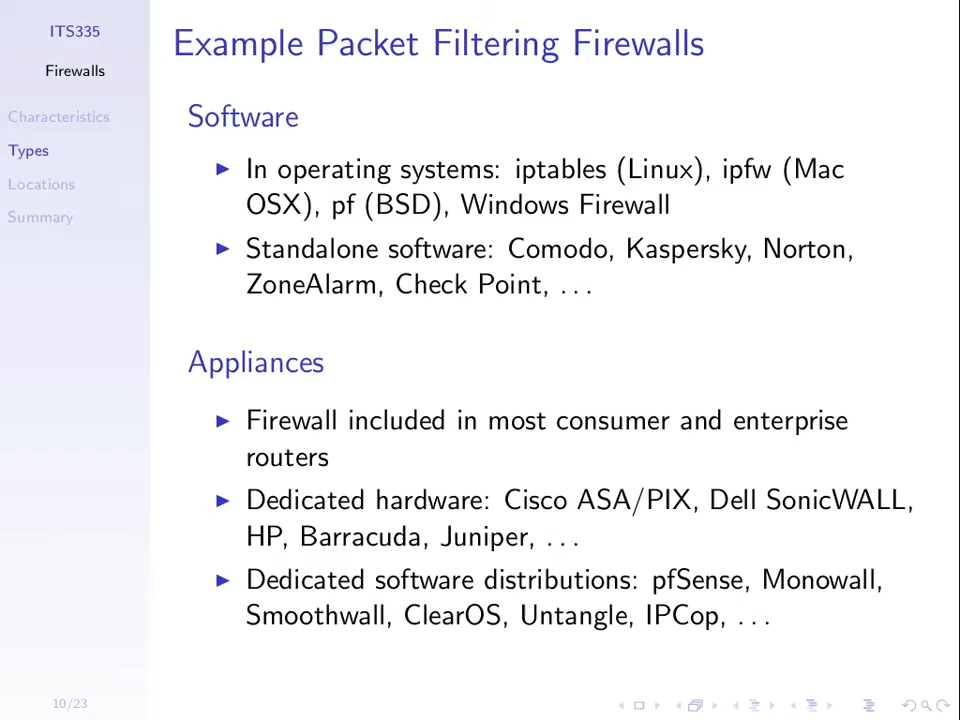 ITS335
Firewalls
Characteristics
Types
Locations
Summary
Example Packet Filtering Firewalls
Software
In operating systems: iptables (Linux), ipfw (Mac
OSX), pf (BSD), Windows Firewall
Standalone software: Comodo, Kaspersky, Norton,
ZoneAlarm, Check Point, . . .
Appliances
Firewall included in most consumer and enterprise
routers
Dedicated hardware: Cisco ASA/PIX, Dell SonicWALL,
HP, Barracuda, Juniper, . . .
Dedicated software distributions: pfSense, Monowall,
Smoothwall, ClearOS, Untangle, IPCop, . . .
10/23